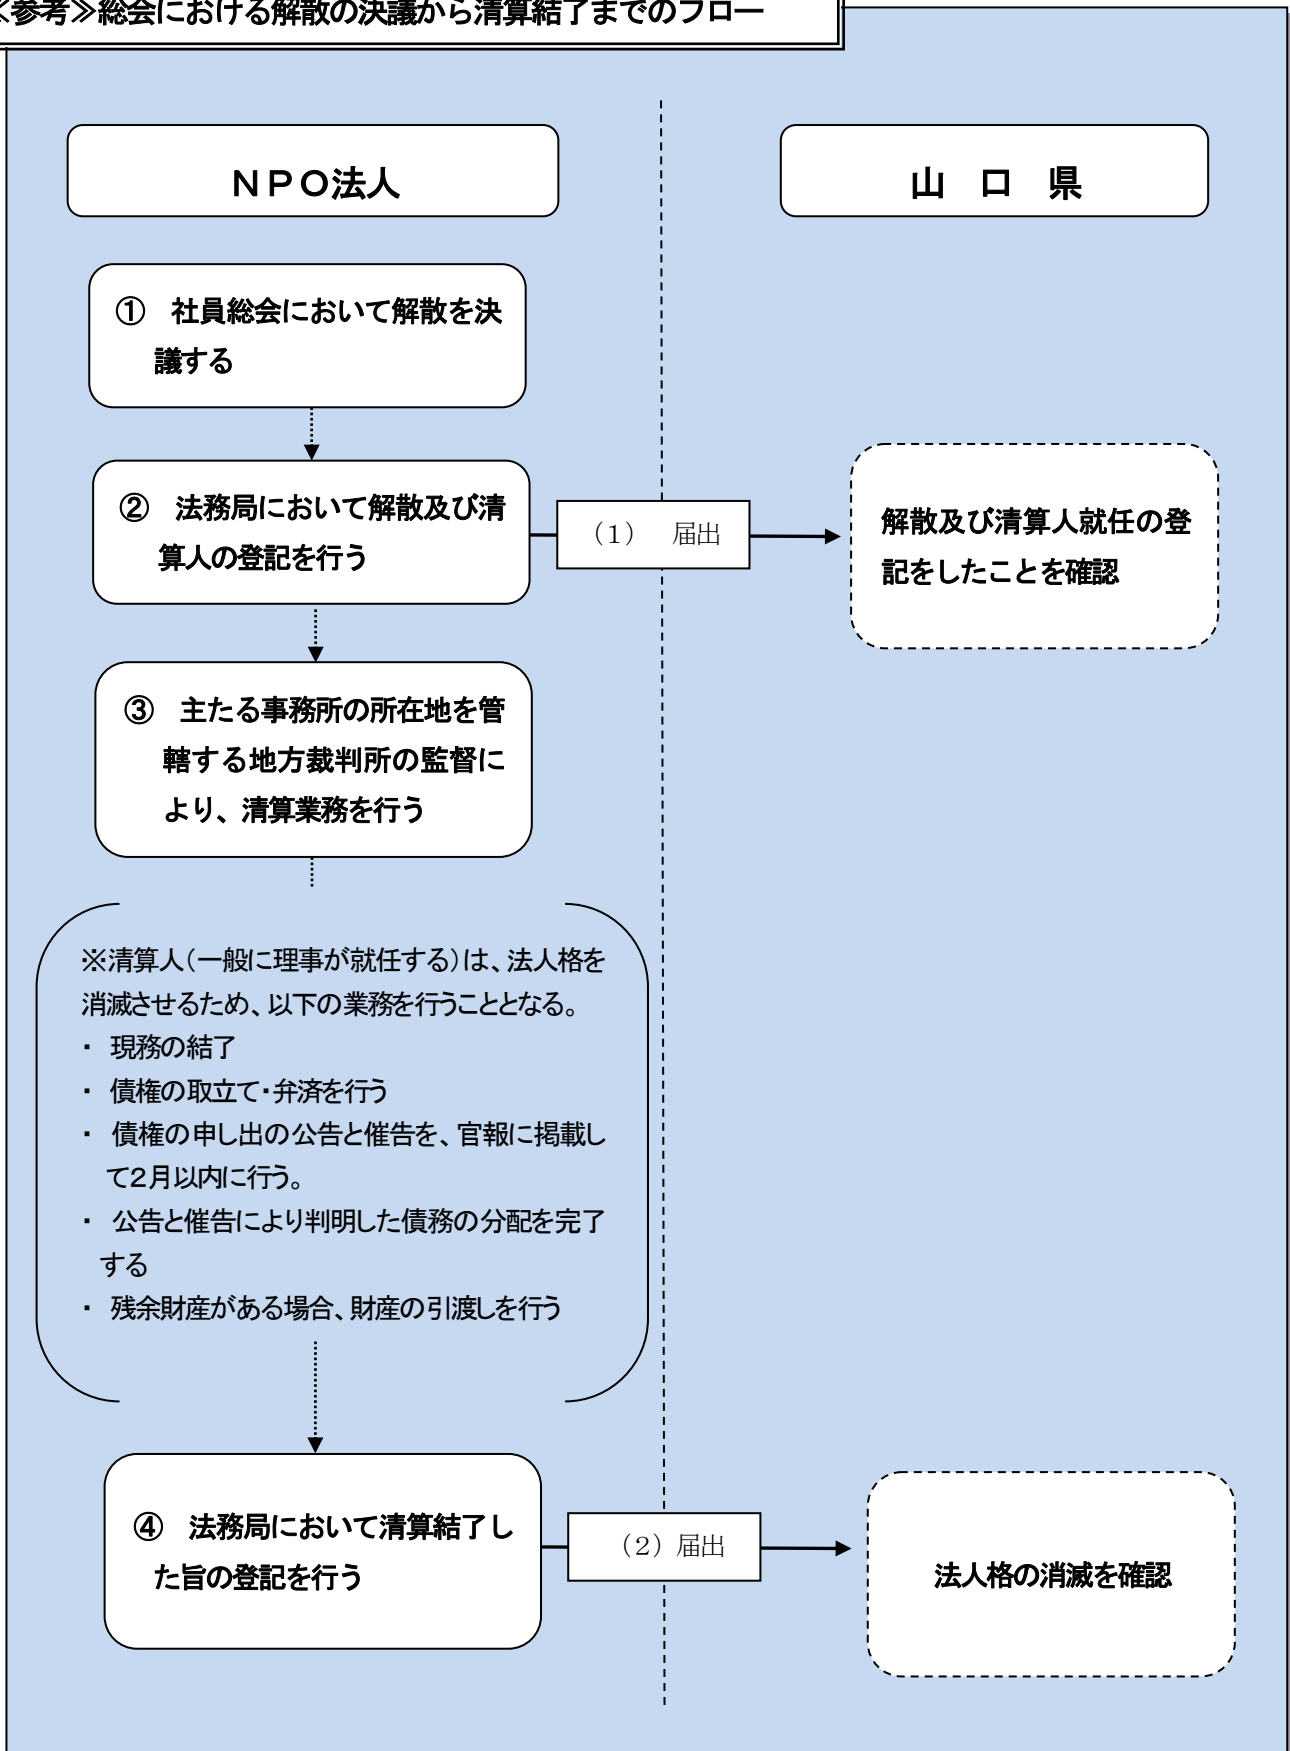 ≪参考≫総会における解散の決議から清算結了までのフロー
ＮＰＯ法人
山　口　県
①　社員総会において解散を決
議する
②　法務局において解散及び清
算人の登記を行う
（1）　届出
解散及び清算人就任の登
記をしたことを確認
③　主たる事務所の所在地を管
轄する地方裁判所の監督に
より、清算業務を行う
※清算人（一般に理事が就任する）は、法人格を
消滅させるため、以下の業務を行うこととなる。
・ 現務の結了
・ 債権の取立て・弁済を行う
・ 債権の申し出の公告と催告を、官報に掲載し
て２月以内に行う。
・ 公告と催告により判明した債務の分配を完了
する
・ 残余財産がある場合、財産の引渡しを行う
④　法務局において清算結了し
た旨の登記を行う
（2）届出
法人格の消滅を確認